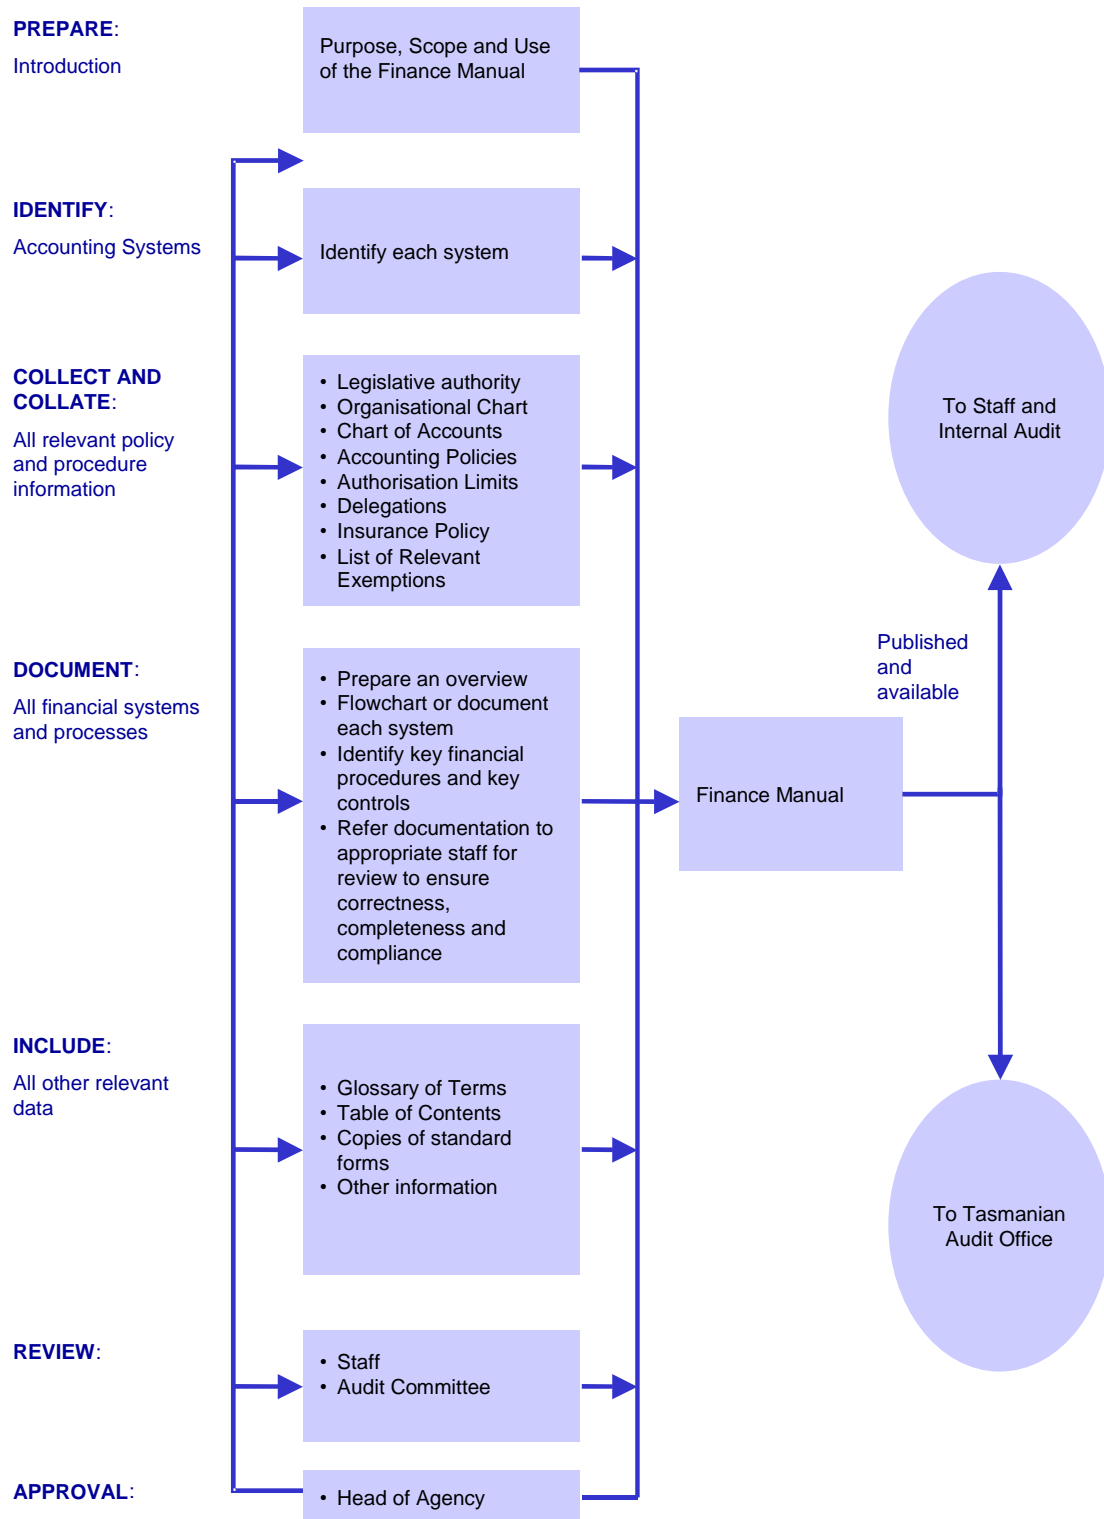 PREPARE:
Introduction
Purpose, Scope and Use
of the Finance Manual
IDENTIFY:
Accounting Systems
Identify each system
COLLECT AND
COLLATE:
All relevant policy
and procedure
information
• Legislative authority
• Organisational Chart
• Chart of Accounts
• Accounting Policies
• Authorisation Limits
• Delegations
• Insurance Policy
• List of Relevant
Exemptions
To Staff and
Internal Audit
Published
and
available
DOCUMENT:
All financial systems
and processes
• Prepare an overview
• Flowchart or document
each system
• Identify key financial
procedures and key
controls
• Refer documentation to
appropriate staff for
review to ensure
correctness,
completeness and
compliance
Finance Manual
INCLUDE:
All other relevant
data
• Glossary of Terms
• Table of Contents
• Copies of standard
forms
• Other information
To Tasmanian
Audit Office
REVIEW:
• Staff
• Audit Committee
APPROVAL:
• Head of Agency